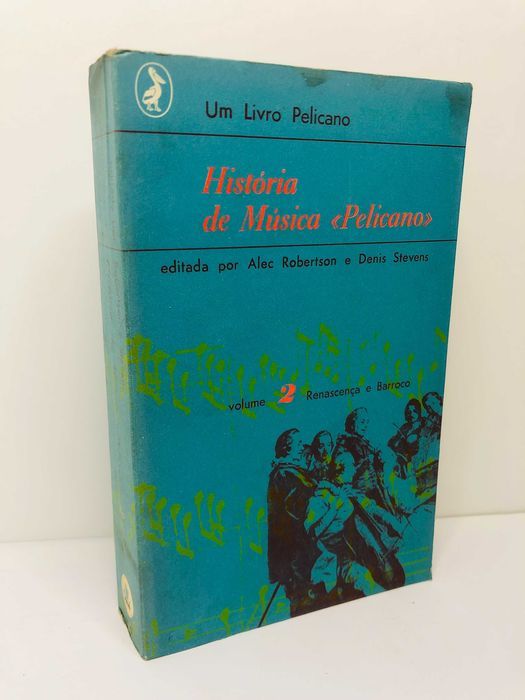 Um Livro Pelicano
História
de Música «Pelicano»
editada por Alec Robertson e Denis Stevens
volume 2 Renascença e Barroco